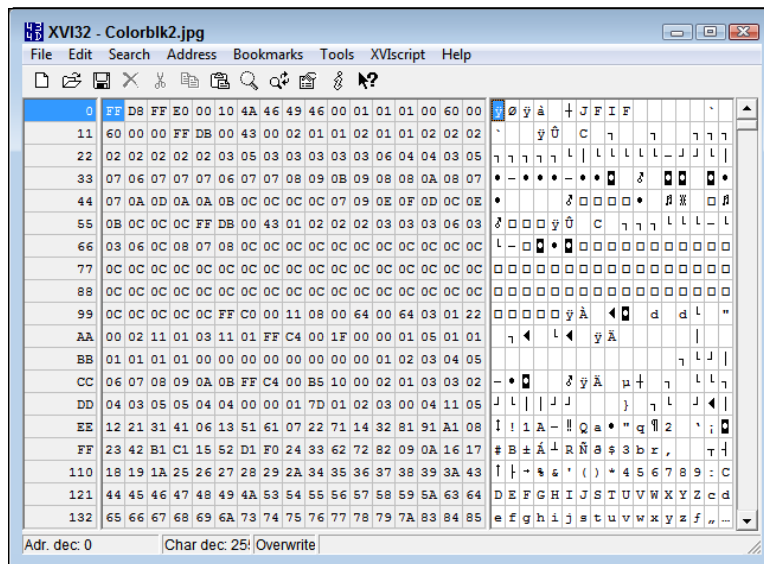 XVI32 - Colorblk2.jpg
File Edit Search Address Bookmarks Tools XVIscript Help
0 FF D8 FF E0 00 10 4A 46 49 46 00 01 01 01 00 60 00 ÿ Ø ÿ à ┼ J F I F `
11 60 00 00 FF DB 00 43 00 02 01 01 02 01 01 02 02 02 ` ÿ Û C ┐ ┐ ┐ ┐ ┐
22 02 02 02 02 02 03 05 03 03 03 03 03 06 04 04 03 05 ┐ ┐ ┐ ┐ ┐ └ │ └ └ └ └ └ – ┘ ┘ └ │
33 07 06 07 07 07 06 07 07 08 09 0B 09 08 08 0A 08 07 • – • • • – • • ◘ ♂ ◘ ◘ ◘ •
44 07 0A 0D 0A 0A 0B 0C 0C 0C 0C 07 09 0E 0F 0D 0C 0E • ♂ □ □ □ □ • ♫ ☼ □ ♫
55 0B 0C 0C 0C FF DB 00 43 01 02 02 02 03 03 03 06 03 ♂ □ □ □ ÿ Û C ┐ ┐ ┐ └ └ └ – └
66 03 06 0C 08 07 08 0C 0C 0C 0C 0C 0C 0C 0C 0C 0C 0C └ – □ ◘ • ◘ □ □ □ □ □ □ □ □ □ □ □
77 0C 0C 0C 0C 0C 0C 0C 0C 0C 0C 0C 0C 0C 0C 0C 0C 0C □ □ □ □ □ □ □ □ □ □ □ □ □ □ □ □ □
88 0C 0C 0C 0C 0C 0C 0C 0C 0C 0C 0C 0C 0C 0C 0C 0C 0C □ □ □ □ □ □ □ □ □ □ □ □ □ □ □ □ □
99 0C 0C 0C 0C 0C FF C0 00 11 08 00 64 00 64 03 01 22 □ □ □ □ □ ÿ À ◄ ◘ d d └ "
AA 00 02 11 01 03 11 01 FF C4 00 1F 00 00 01 05 01 01 ┐ ◄ └ ◄ ÿ Ä │
BB 01 01 01 01 00 00 00 00 00 00 00 00 01 02 03 04 05 ┐ └ ┘ │
CC 06 07 08 09 0A 0B FF C4 00 B5 10 00 02 01 03 03 02 – • ◘ ♂ ÿ Ä µ ┼ ┐ └ └ ┐
DD 04 03 05 05 04 04 00 00 01 7D 01 02 03 00 04 11 05 ┘ └ │ │ ┘ ┘ } ┐ └ ┘ ◄ │
EE 12 21 31 41 06 13 51 61 07 22 71 14 32 81 91 A1 08 ↕ ! 1 A – ‼ Q a • " q ¶ 2 ‘ ¡ ◘
FF 23 42 B1 C1 15 52 D1 F0 24 33 62 72 82 09 0A 16 17 # B ± Á ┴ R Ñ ð $ 3 b r ‚ ┬ ┤
110 18 19 1A 25 26 27 28 29 2A 34 35 36 37 38 39 3A 43 ↑ ├ → % & ' ( ) * 4 5 6 7 8 9 : C
121 44 45 46 47 48 49 4A 53 54 55 56 57 58 59 5A 63 64 D E F G H I J S T U V W X Y Z c d
132 65 66 67 68 69 6A 73 74 75 76 77 78 79 7A 83 84 85 e f g h i j s t u v w x y z ƒ „ …
Adr. dec: 0 Char dec: 255 Overwrite